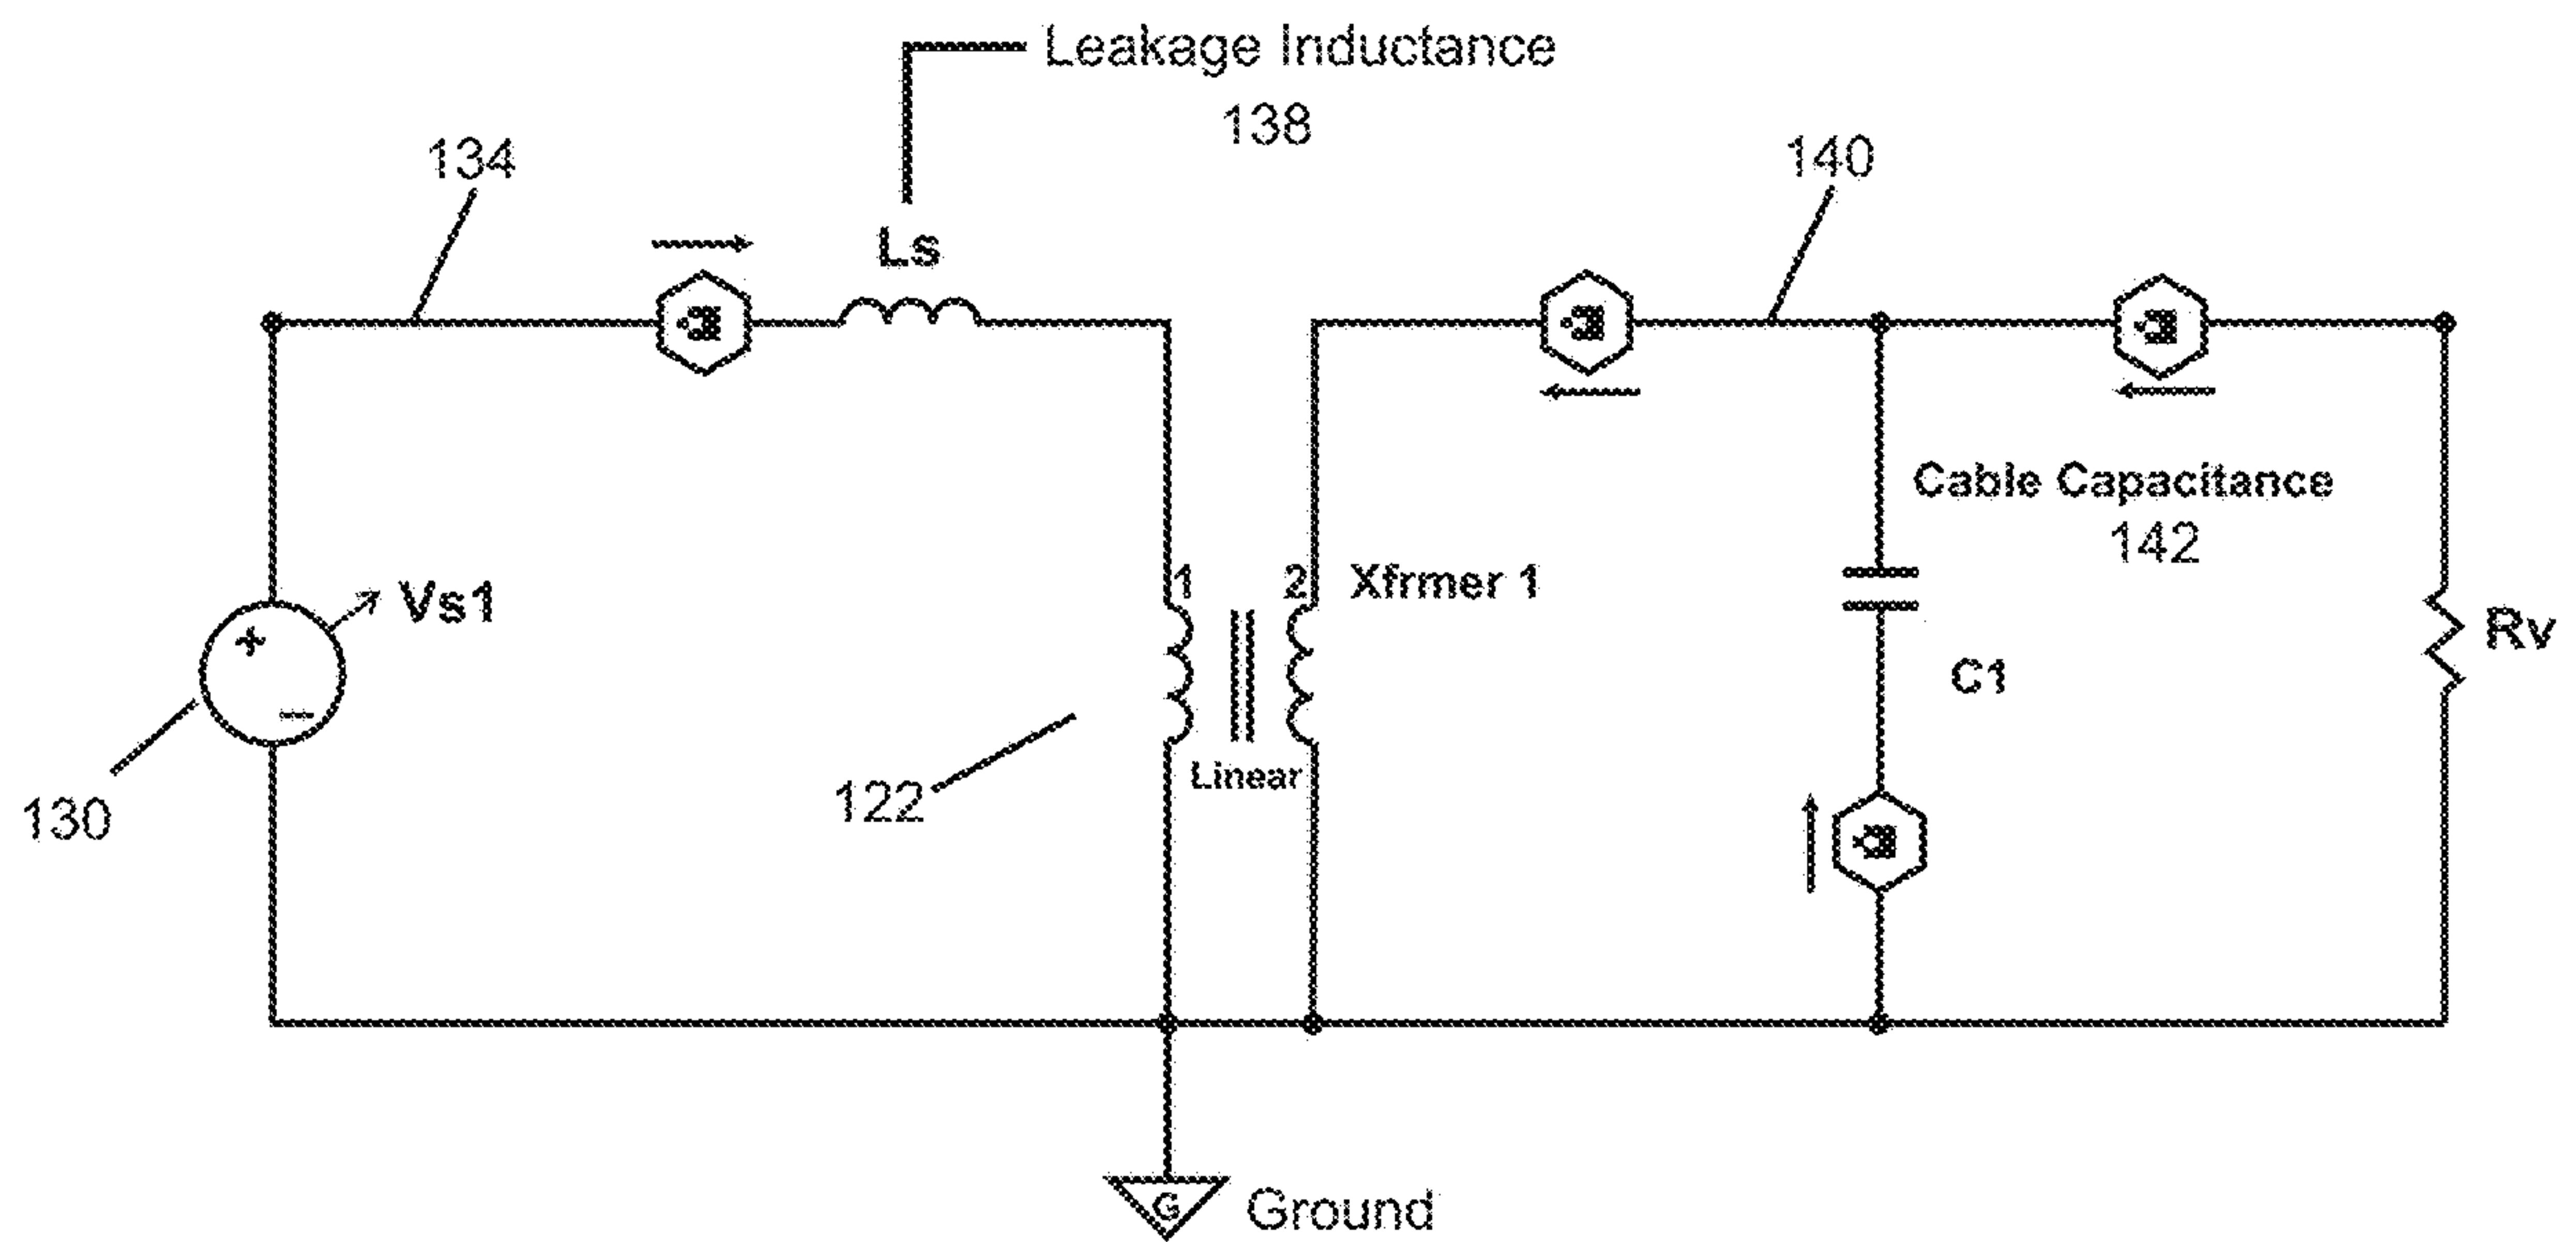 Leakage Inductance
138
134
140
Ls
Cable Capacitance
142
1
2
Xfrmer 1
+
Vs1
Rv
C1
−
Linear
122
130
G
Ground